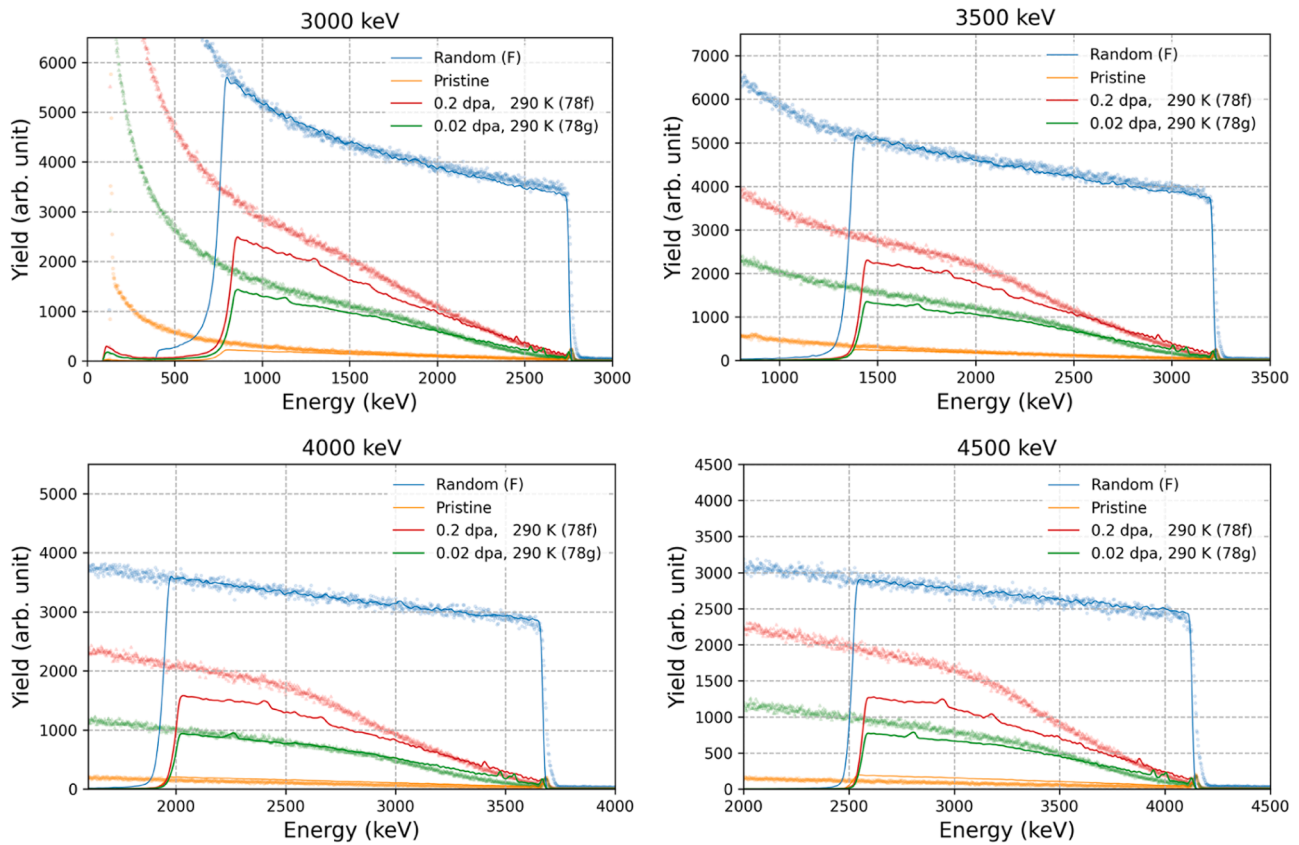 3000 keV
Yield (arb. unit)
6000
5000
4000
3000
2000
1000
0
Random (F)
Pristine
0.2 dpa, 290 K (78f)
0.02 dpa, 290 K (78g)
0 500 1000 1500 2000 2500 3000
Energy (keV)
3500 keV
Yield (arb. unit)
7000
6000
5000
4000
3000
2000
1000
0
Random (F)
Pristine
0.2 dpa, 290 K (78f)
0.02 dpa, 290 K (78g)
1000 1500 2000 2500 3000 3500
Energy (keV)
4000 keV
Yield (arb. unit)
5000
4000
3000
2000
1000
0
Random (F)
Pristine
0.2 dpa, 290 K (78f)
0.02 dpa, 290 K (78g)
2000 2500 3000 3500 4000
Energy (keV)
4500 keV
Yield (arb. unit)
4500
4000
3500
3000
2500
2000
1500
1000
500
0
Random (F)
Pristine
0.2 dpa, 290 K (78f)
0.02 dpa, 290 K (78g)
2000 2500 3000 3500 4000 4500
Energy (keV)